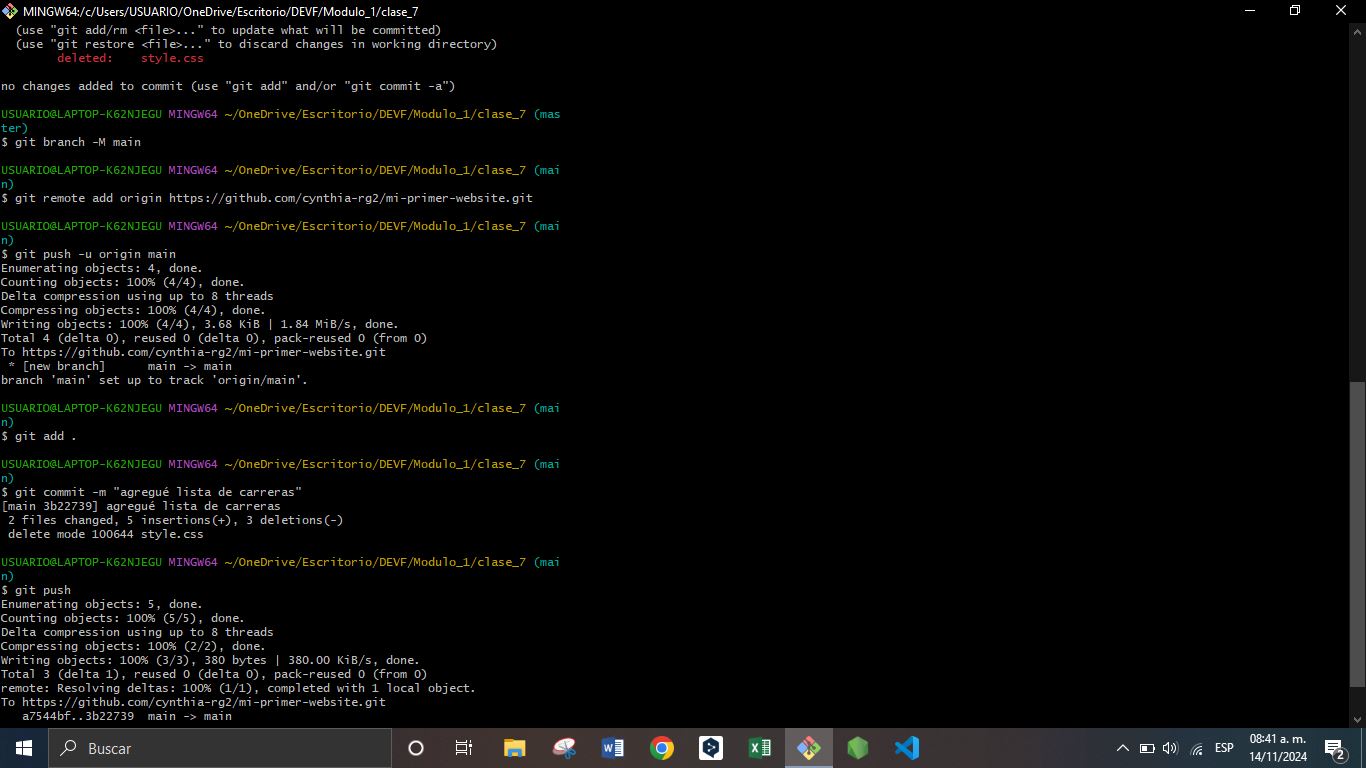 MINGW64:/c/Users/USUARIO/OneDrive/Escritorio/DEVF/Modulo_1/clase_7
  (use "git add/rm <file>..." to update what will be committed)
  (use "git restore <file>..." to discard changes in working directory)
        deleted:    style.css
no changes added to commit (use "git add" and/or "git commit -a")
USUARIO@LAPTOP-K62NJEGU MINGW64 ~/OneDrive/Escritorio/DEVF/Modulo_1/clase_7 (mas
ter)
$ git branch -M main
USUARIO@LAPTOP-K62NJEGU MINGW64 ~/OneDrive/Escritorio/DEVF/Modulo_1/clase_7 (mai
n)
$ git remote add origin https://github.com/cynthia-rg2/mi-primer-website.git
USUARIO@LAPTOP-K62NJEGU MINGW64 ~/OneDrive/Escritorio/DEVF/Modulo_1/clase_7 (mai
n)
$ git push -u origin main
Enumerating objects: 4, done.
Counting objects: 100% (4/4), done.
Delta compression using up to 8 threads
Compressing objects: 100% (4/4), done.
Writing objects: 100% (4/4), 3.68 KiB | 1.84 MiB/s, done.
Total 4 (delta 0), reused 0 (delta 0), pack-reused 0 (from 0)
To https://github.com/cynthia-rg2/mi-primer-website.git
 * [new branch]      main -> main
branch 'main' set up to track 'origin/main'.
USUARIO@LAPTOP-K62NJEGU MINGW64 ~/OneDrive/Escritorio/DEVF/Modulo_1/clase_7 (mai
n)
$ git add .
USUARIO@LAPTOP-K62NJEGU MINGW64 ~/OneDrive/Escritorio/DEVF/Modulo_1/clase_7 (mai
n)
$ git commit -m "agregué lista de carreras"
[main 3b22739] agregué lista de carreras
 2 files changed, 5 insertions(+), 3 deletions(-)
 delete mode 100644 style.css
USUARIO@LAPTOP-K62NJEGU MINGW64 ~/OneDrive/Escritorio/DEVF/Modulo_1/clase_7 (mai
n)
$ git push
Enumerating objects: 5, done.
Counting objects: 100% (5/5), done.
Delta compression using up to 8 threads
Compressing objects: 100% (2/2), done.
Writing objects: 100% (3/3), 380 bytes | 380.00 KiB/s, done.
Total 3 (delta 1), reused 0 (delta 0), pack-reused 0 (from 0)
remote: Resolving deltas: 100% (1/1), completed with 1 local object.
To https://github.com/cynthia-rg2/mi-primer-website.git
   a7544bf..3b22739  main -> main
Buscar
ESP
08:41 a. m.
14/11/2024
2